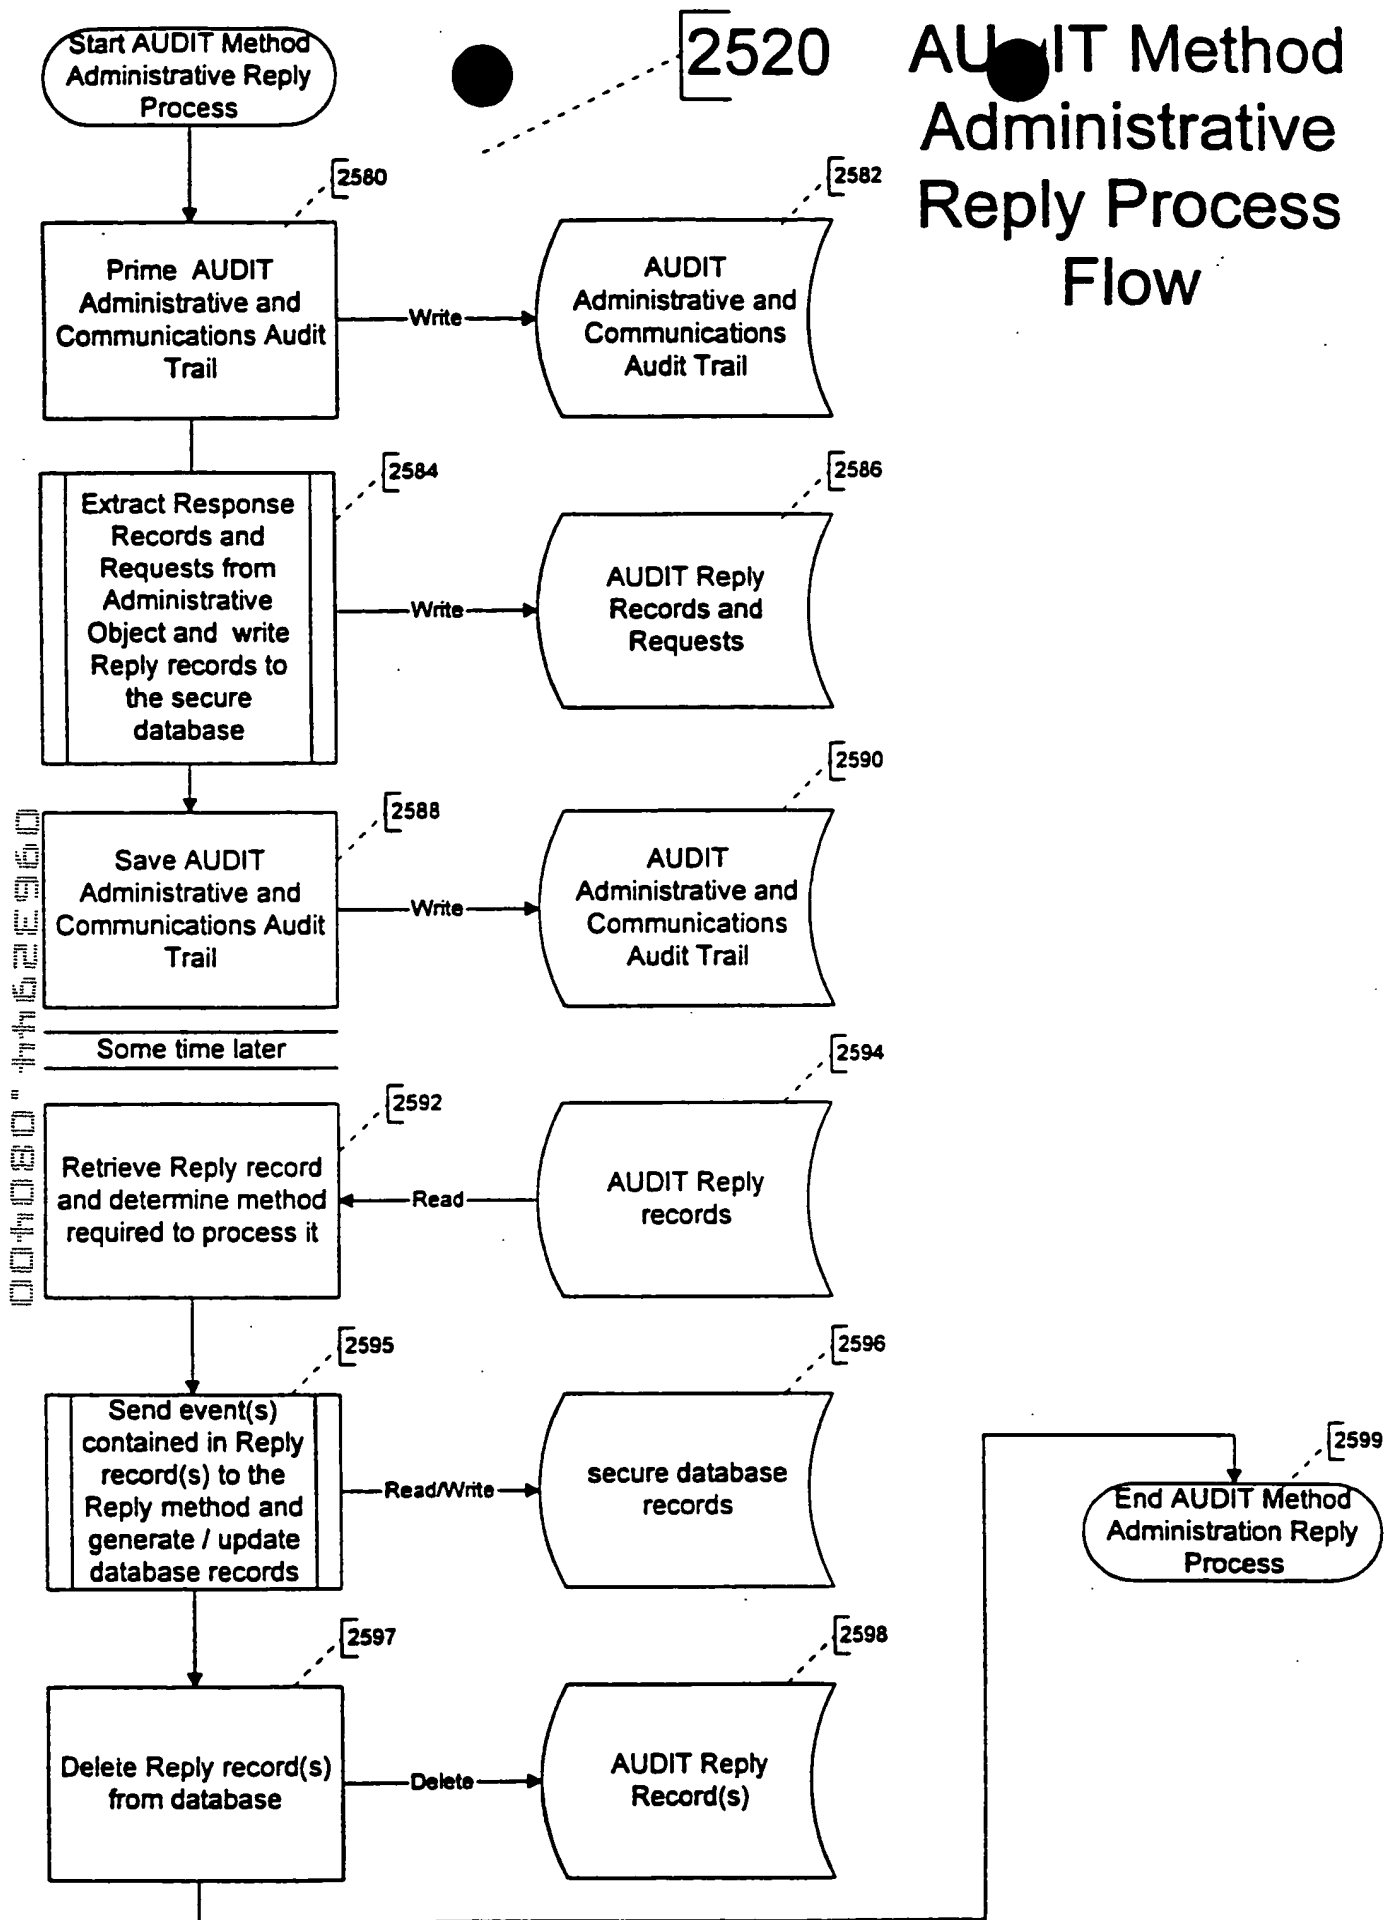 2520
AUDIT Method
Administrative
Reply Process
Flow
Start AUDIT Method
Administrative Reply
Process
2580
Prime AUDIT
Administrative and
Communications Audit
Trail
Write
2582
AUDIT
Administrative and
Communications
Audit Trail
2584
Extract Response
Records and
Requests from
Administrative
Object and write
Reply records to
the secure
database
Write
2586
AUDIT Reply
Records and
Requests
2588
Save AUDIT
Administrative and
Communications Audit
Trail
Write
2590
AUDIT
Administrative and
Communications
Audit Trail
Some time later
2592
Retrieve Reply record
and determine method
required to process it
Read
2594
AUDIT Reply
records
2595
Send event(s)
contained in Reply
record(s) to the
Reply method and
generate / update
database records
Read/Write
2596
secure database
records
2597
Delete Reply record(s)
from database
Delete
2598
AUDIT Reply
Record(s)
2599
End AUDIT Method
Administration Reply
Process
09632944.080400